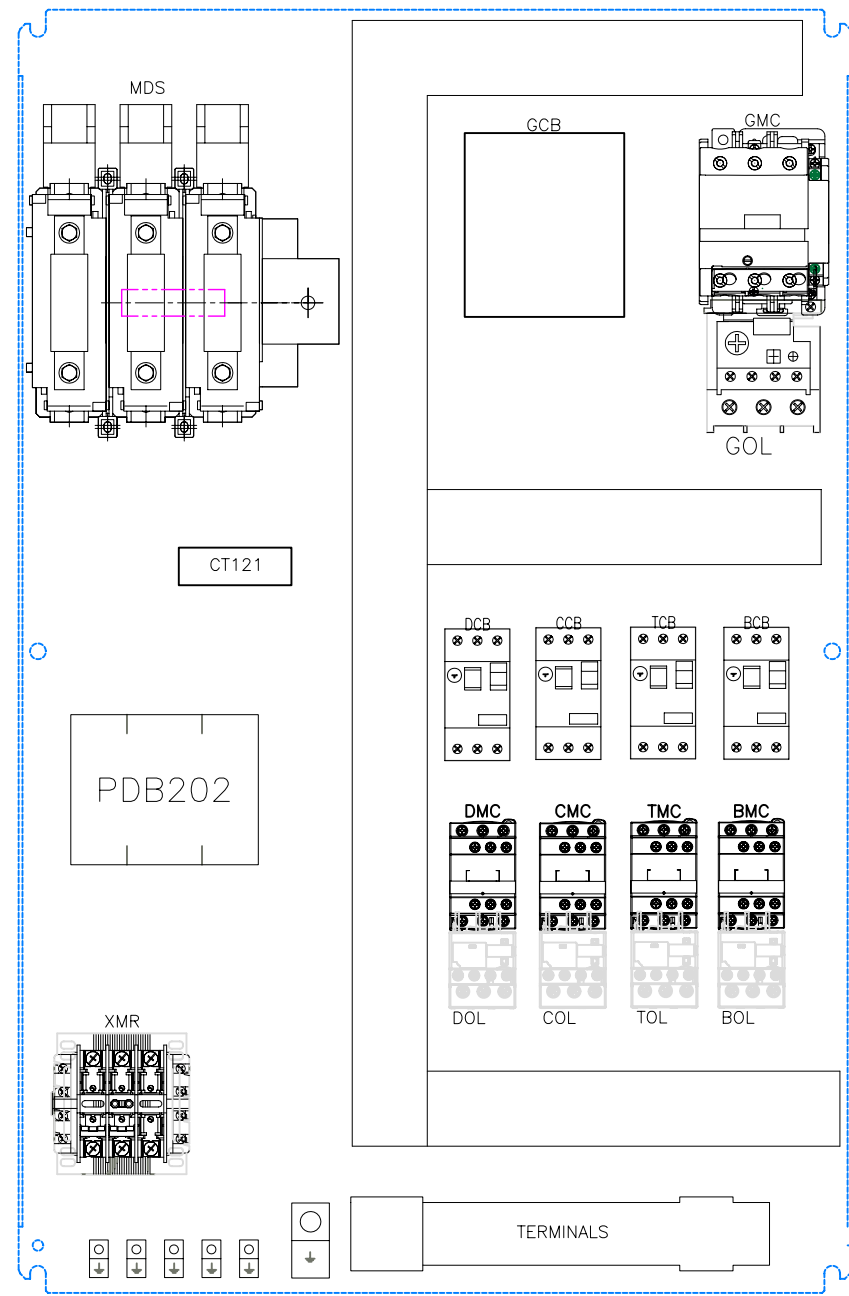 MDS
GCB
GMC
GOL
CT121
DCB
CCB
TCB
BCB
PDB202
DMC
CMC
TMC
BMC
DOL
COL
TOL
BOL
XMR
TERMINALS